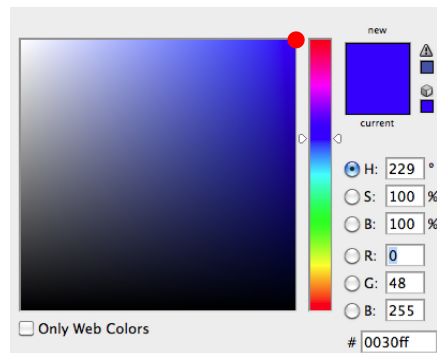 new
current
H: 229 °
S: 100 %
B: 100 %
R: 0
G: 48
B: 255
Only Web Colors
# 0030ff